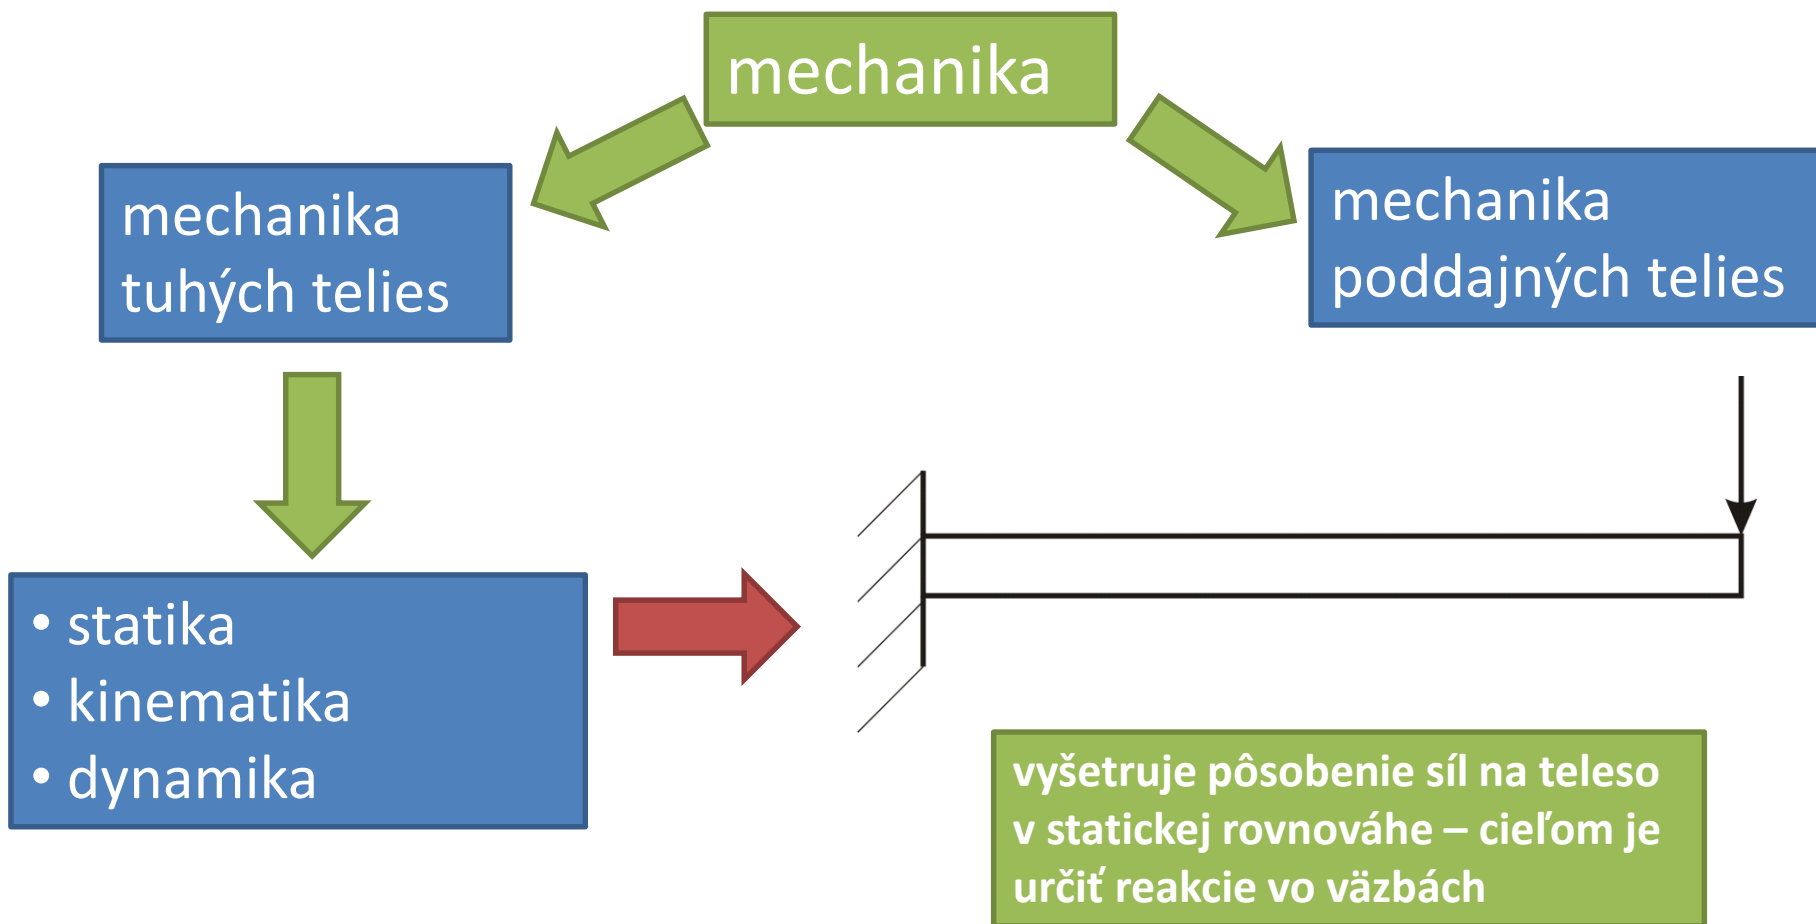 mechanika
mechanika
tuhých telies
mechanika
poddajných telies
• statika
• kinematika
• dynamika
vyšetruje pôsobenie síl na teleso
v statickej rovnováhe – cieľom je
určiť reakcie vo väzbách